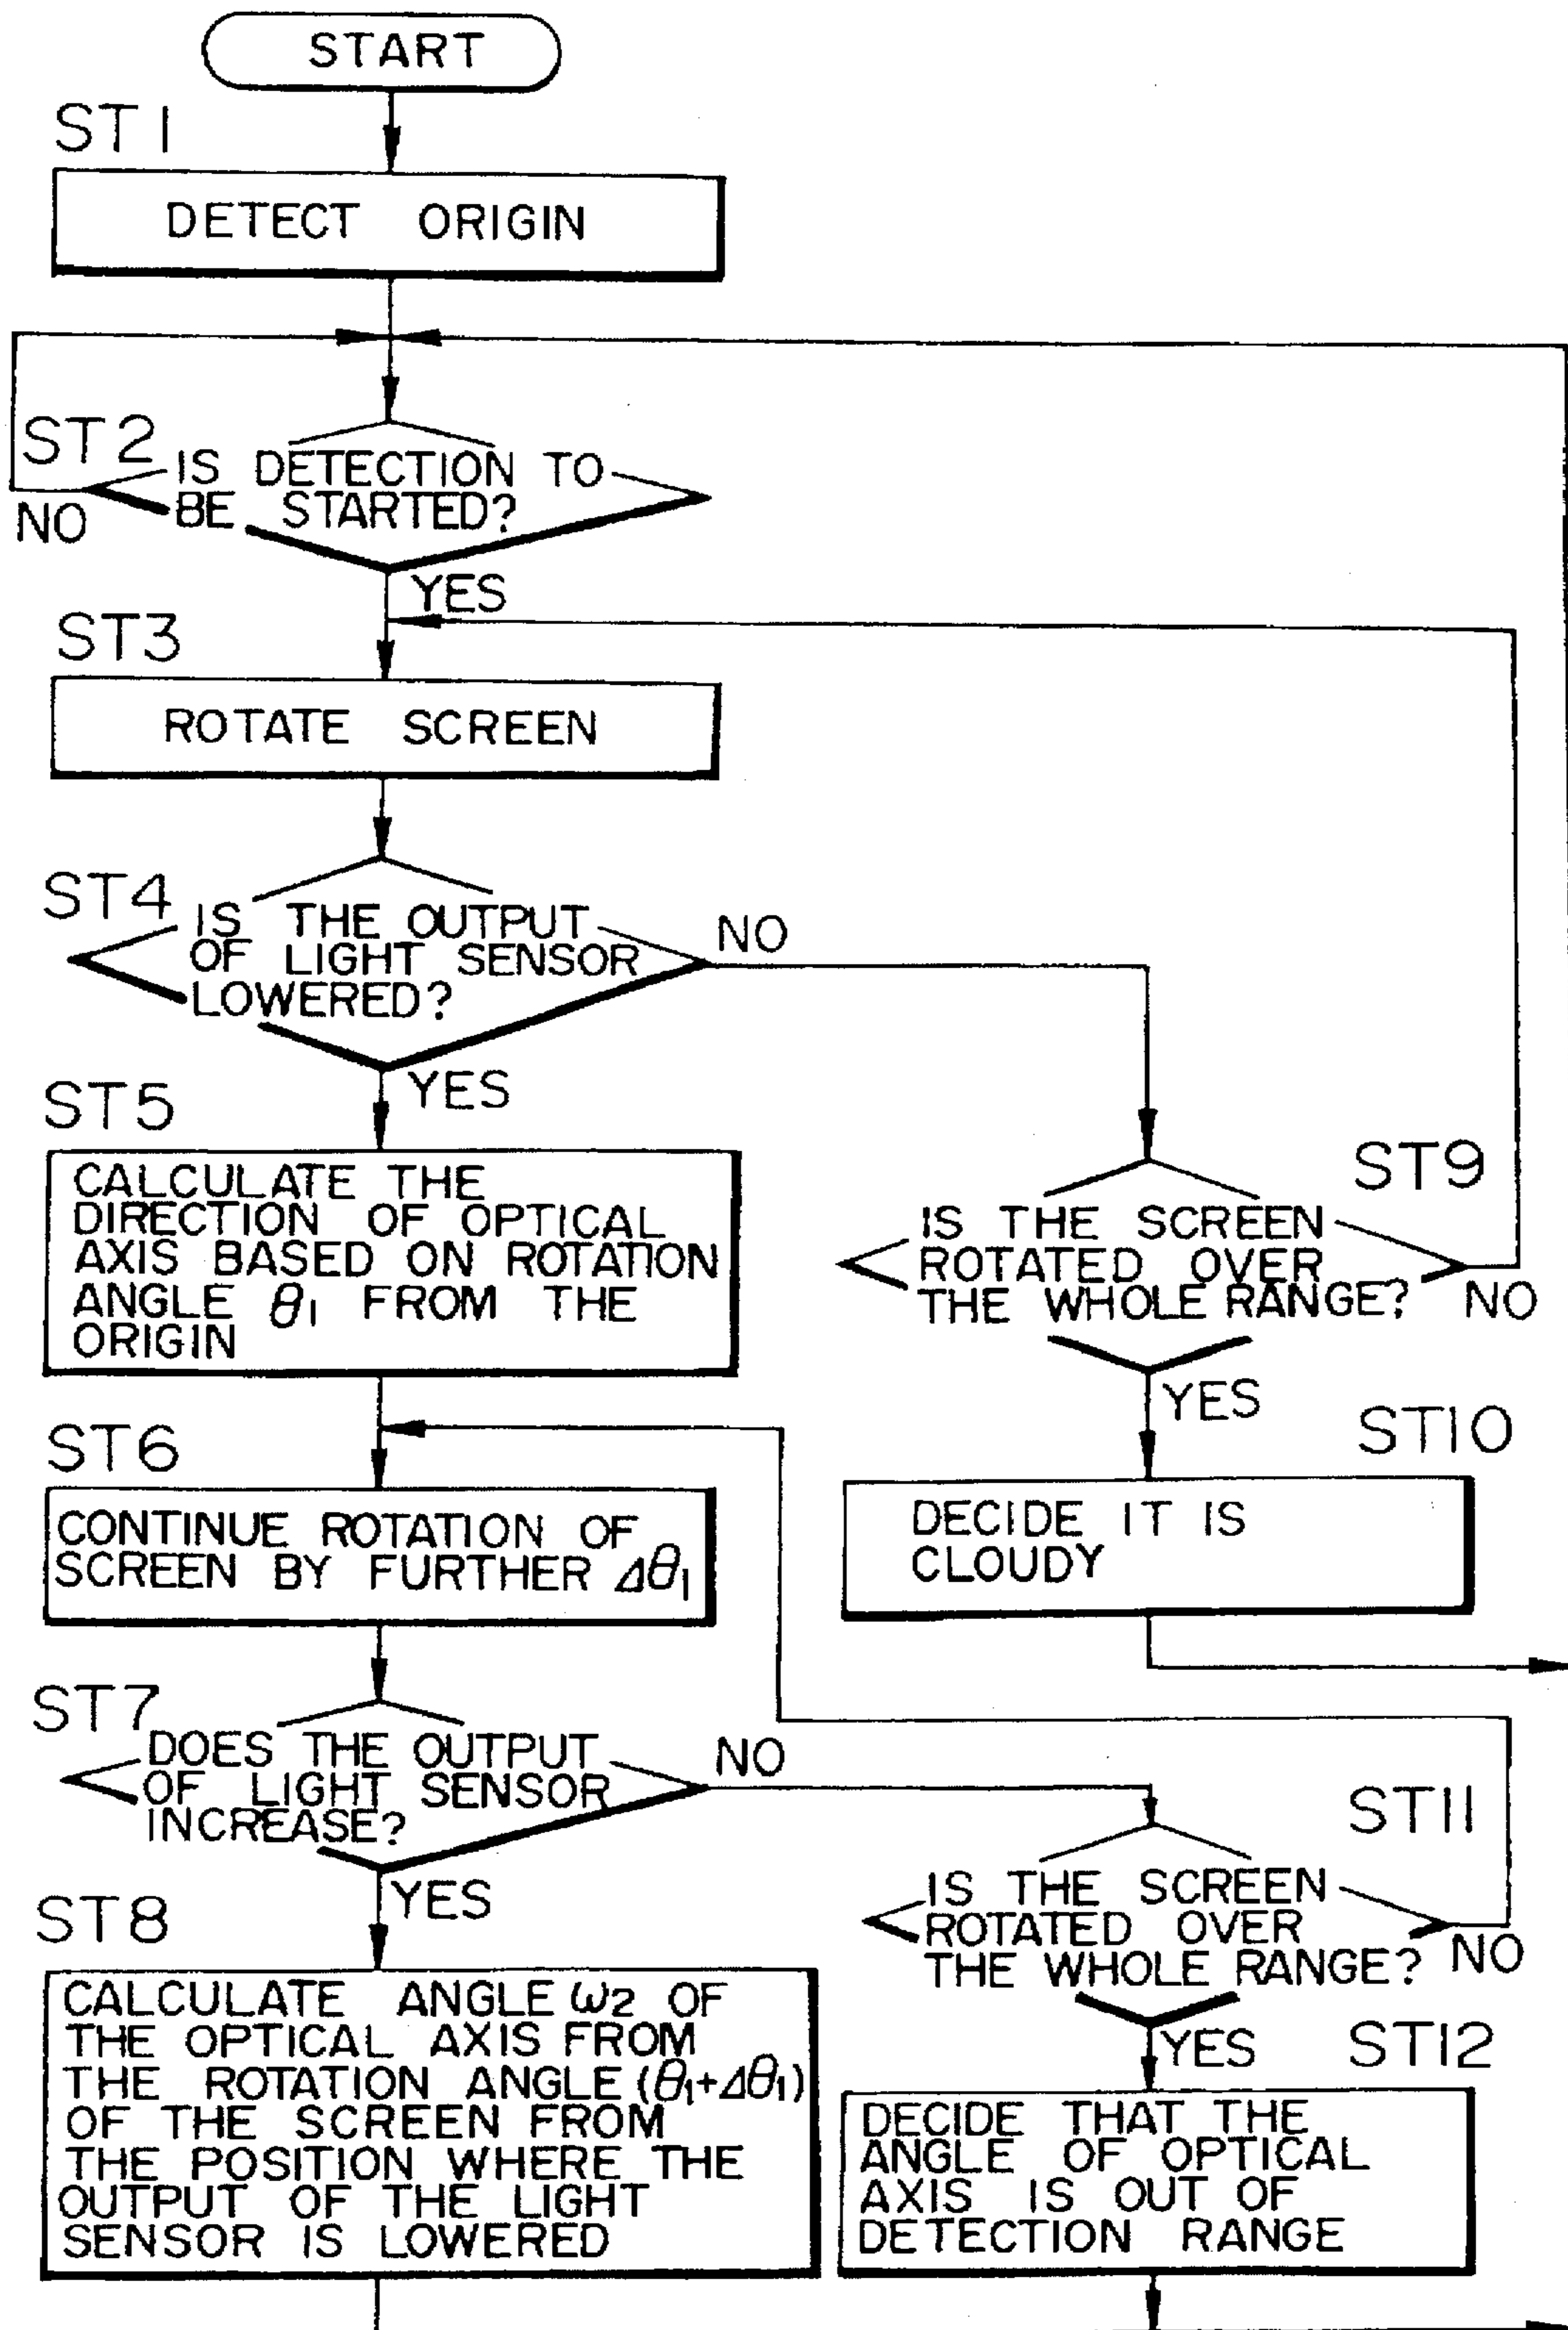 START
ST1
DETECT ORIGIN
ST2
IS DETECTION TO
BE STARTED?
NO
YES
ST3
ROTATE SCREEN
ST4
IS THE OUTPUT
OF LIGHT SENSOR
LOWERED?
NO
YES
ST5
CALCULATE THE
DIRECTION OF OPTICAL
AXIS BASED ON ROTATION
ANGLE θ1 FROM THE
ORIGIN
ST9
IS THE SCREEN
ROTATED OVER
THE WHOLE RANGE?
NO
YES
ST6
CONTINUE ROTATION OF
SCREEN BY FURTHER Δθ1
ST10
DECIDE IT IS
CLOUDY
ST7
DOES THE OUTPUT
OF LIGHT SENSOR
INCREASE?
NO
YES
ST11
IS THE SCREEN
ROTATED OVER
THE WHOLE RANGE?
NO
YES
ST8
CALCULATE ANGLE ω2 OF
THE OPTICAL AXIS FROM
THE ROTATION ANGLE (θ1+Δθ1)
OF THE SCREEN FROM
THE POSITION WHERE THE
OUTPUT OF THE LIGHT
SENSOR IS LOWERED
ST12
DECIDE THAT THE
ANGLE OF OPTICAL
AXIS IS OUT OF
DETECTION RANGE